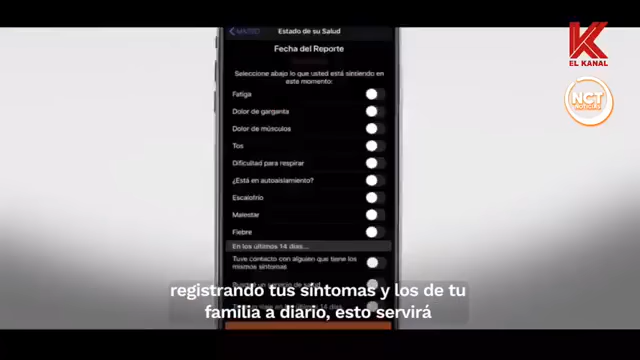 Estado de su Salud
Fecha del Reporte
Seleccione abajo lo que usted está sintiendo en
este momento:
Fatiga
Dolor de garganta
Dolor de músculos
Tos
Dificultad para respirar
¿Está en autoaislamiento?
Escalofrío
Malestar
Fiebre
En los últimos 14 días...
Tuve contacto con alguien que tiene los
mismos síntomas
registrando tus síntomas y los de tu
familia a diario, esto servirá
K
EL KANAL
NCT